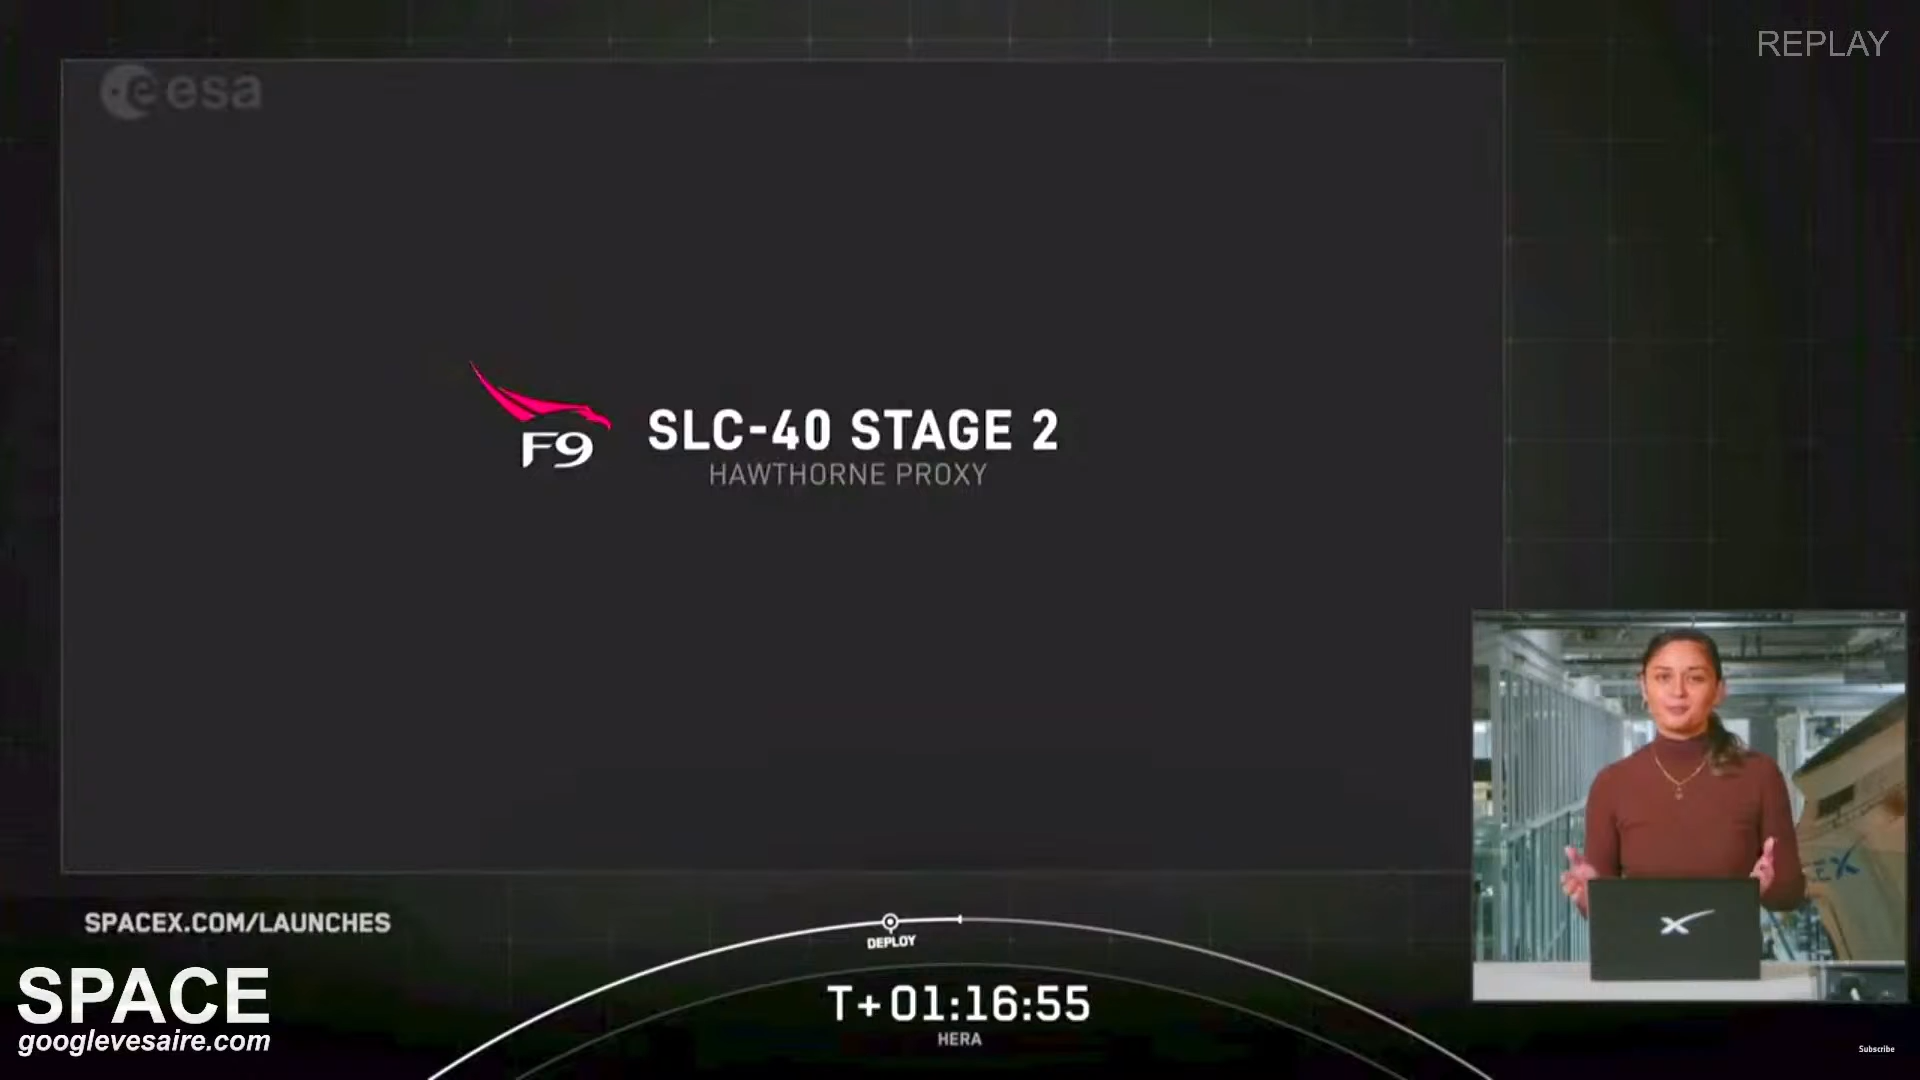 REPLAY
esa
F9
SLC-40 STAGE 2
HAWTHORNE PROXY
SPACEX.COM/LAUNCHES
DEPLOY
SPACE
googlevesaire.com
T+01:16:55
HERA
Subscribe